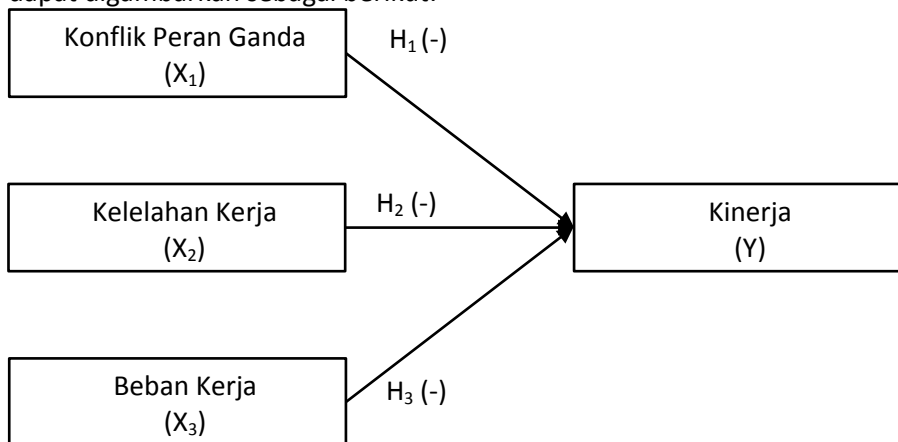 Konflik Peran Ganda
(X₁)
H₁ (-)
Kelelahan Kerja
(X₂)
H₂ (-)
Kinerja
(Y)
Beban Kerja
(X₃)
H₃ (-)